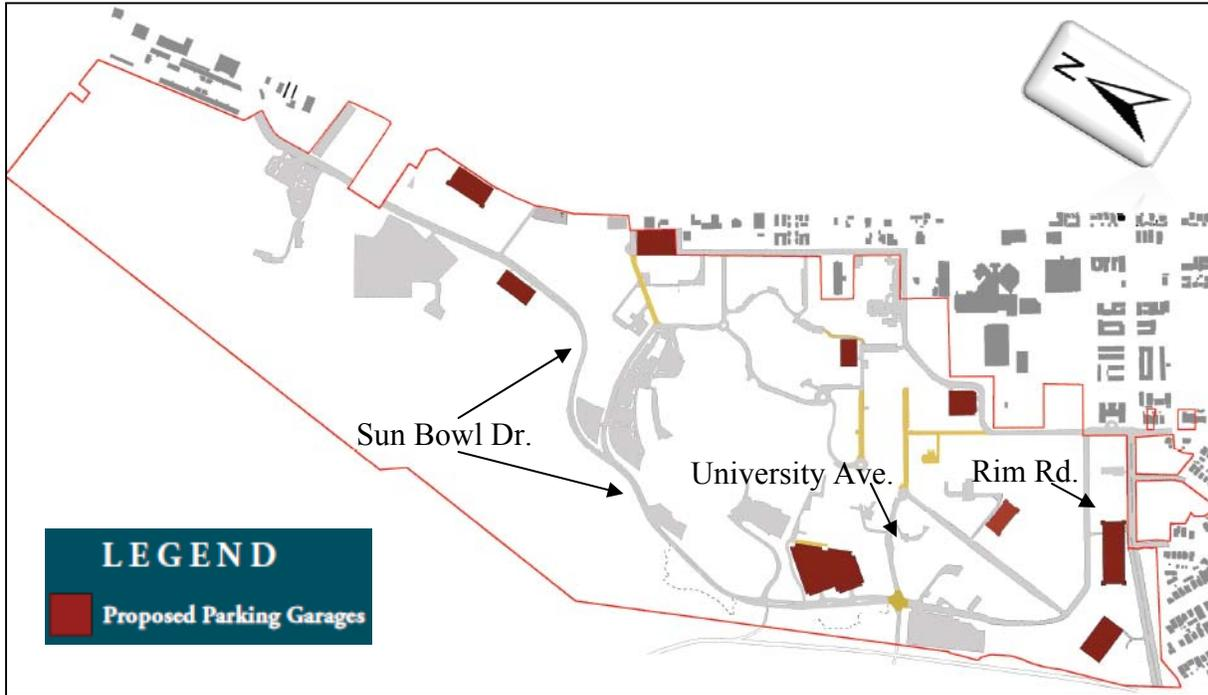 N
Sun Bowl Dr.
University Ave.
Rim Rd.
LEGEND
Proposed Parking Garages